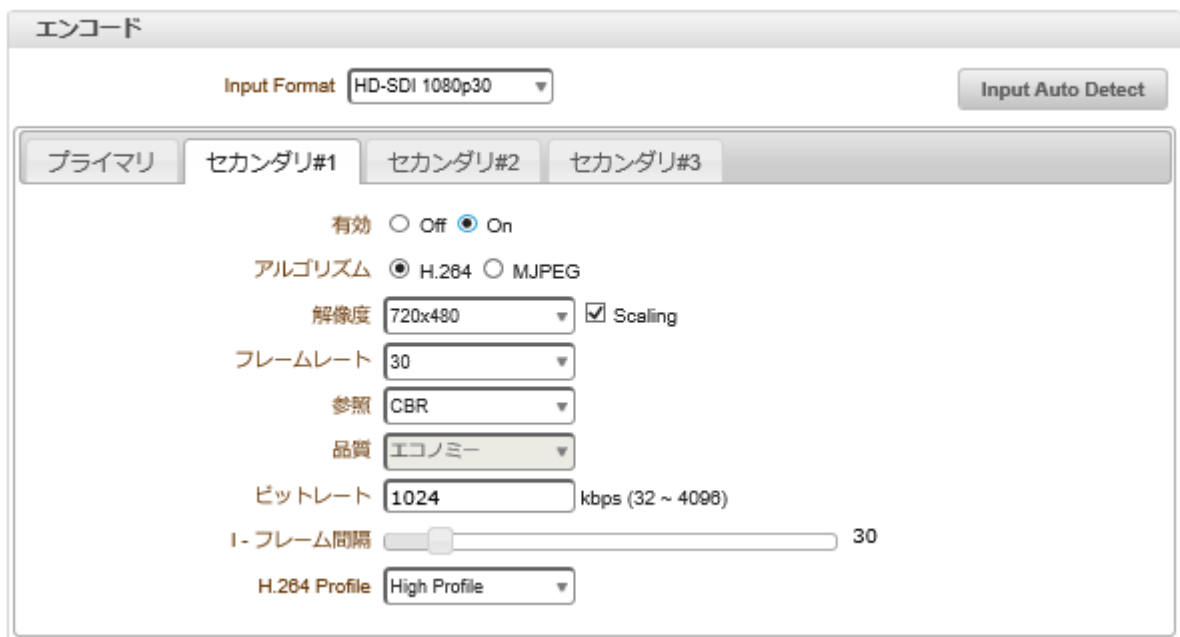 エンコード
Input Format HD-SDI 1080p30 Input Auto Detect
プライマリ セカンダリ#1 セカンダリ#2 セカンダリ#3
有効 Off On
アルゴリズム H.264 MJPEG
解像度 720x480 Scaling
フレームレート 30
参照 CBR
品質 エコノミー
ビットレート 1024 kbps (32 ~ 4096)
I - フレーム間隔 30
H.264 Profile High Profile